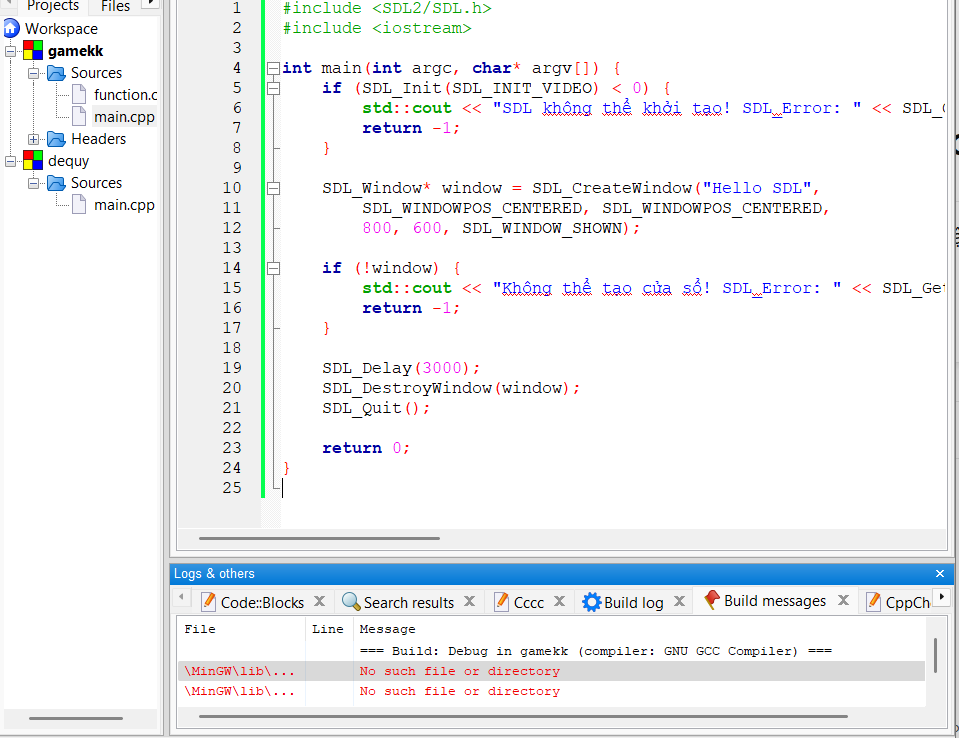 Projects Files
Workspace
gamekk
Sources
function.c
main.cpp
Headers
dequy
Sources
main.cpp
1 #include <SDL2/SDL.h>
2 #include <iostream>
3
4 int main(int argc, char* argv[]) {
5 if (SDL_Init(SDL_INIT_VIDEO) < 0) {
6 std::cout << "SDL không thể khởi tạo! SDL_Error: " << SDL_G
7 return -1;
8 }
9
10 SDL_Window* window = SDL_CreateWindow("Hello SDL",
11 SDL_WINDOWPOS_CENTERED, SDL_WINDOWPOS_CENTERED,
12 800, 600, SDL_WINDOW_SHOWN);
13
14 if (!window) {
15 std::cout << "Không thể tạo cửa sổ! SDL_Error: " << SDL_Get
16 return -1;
17 }
18
19 SDL_Delay(3000);
20 SDL_DestroyWindow(window);
21 SDL_Quit();
22
23 return 0;
24 }
25
Logs & others
Code::Blocks Search results Cccc Build log Build messages CppCh
File Line Message
=== Build: Debug in gamekk (compiler: GNU GCC Compiler) ===
\MinGW\lib\... No such file or directory
\MinGW\lib\... No such file or directory